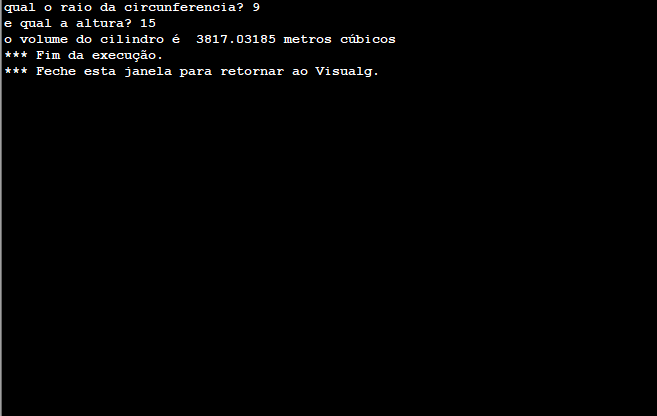 qual o raio da circunferencia? 9
e qual a altura? 15
o volume do cilindro é  3817.03185 metros cúbicos
*** Fim da execução.
*** Feche esta janela para retornar ao Visualg.